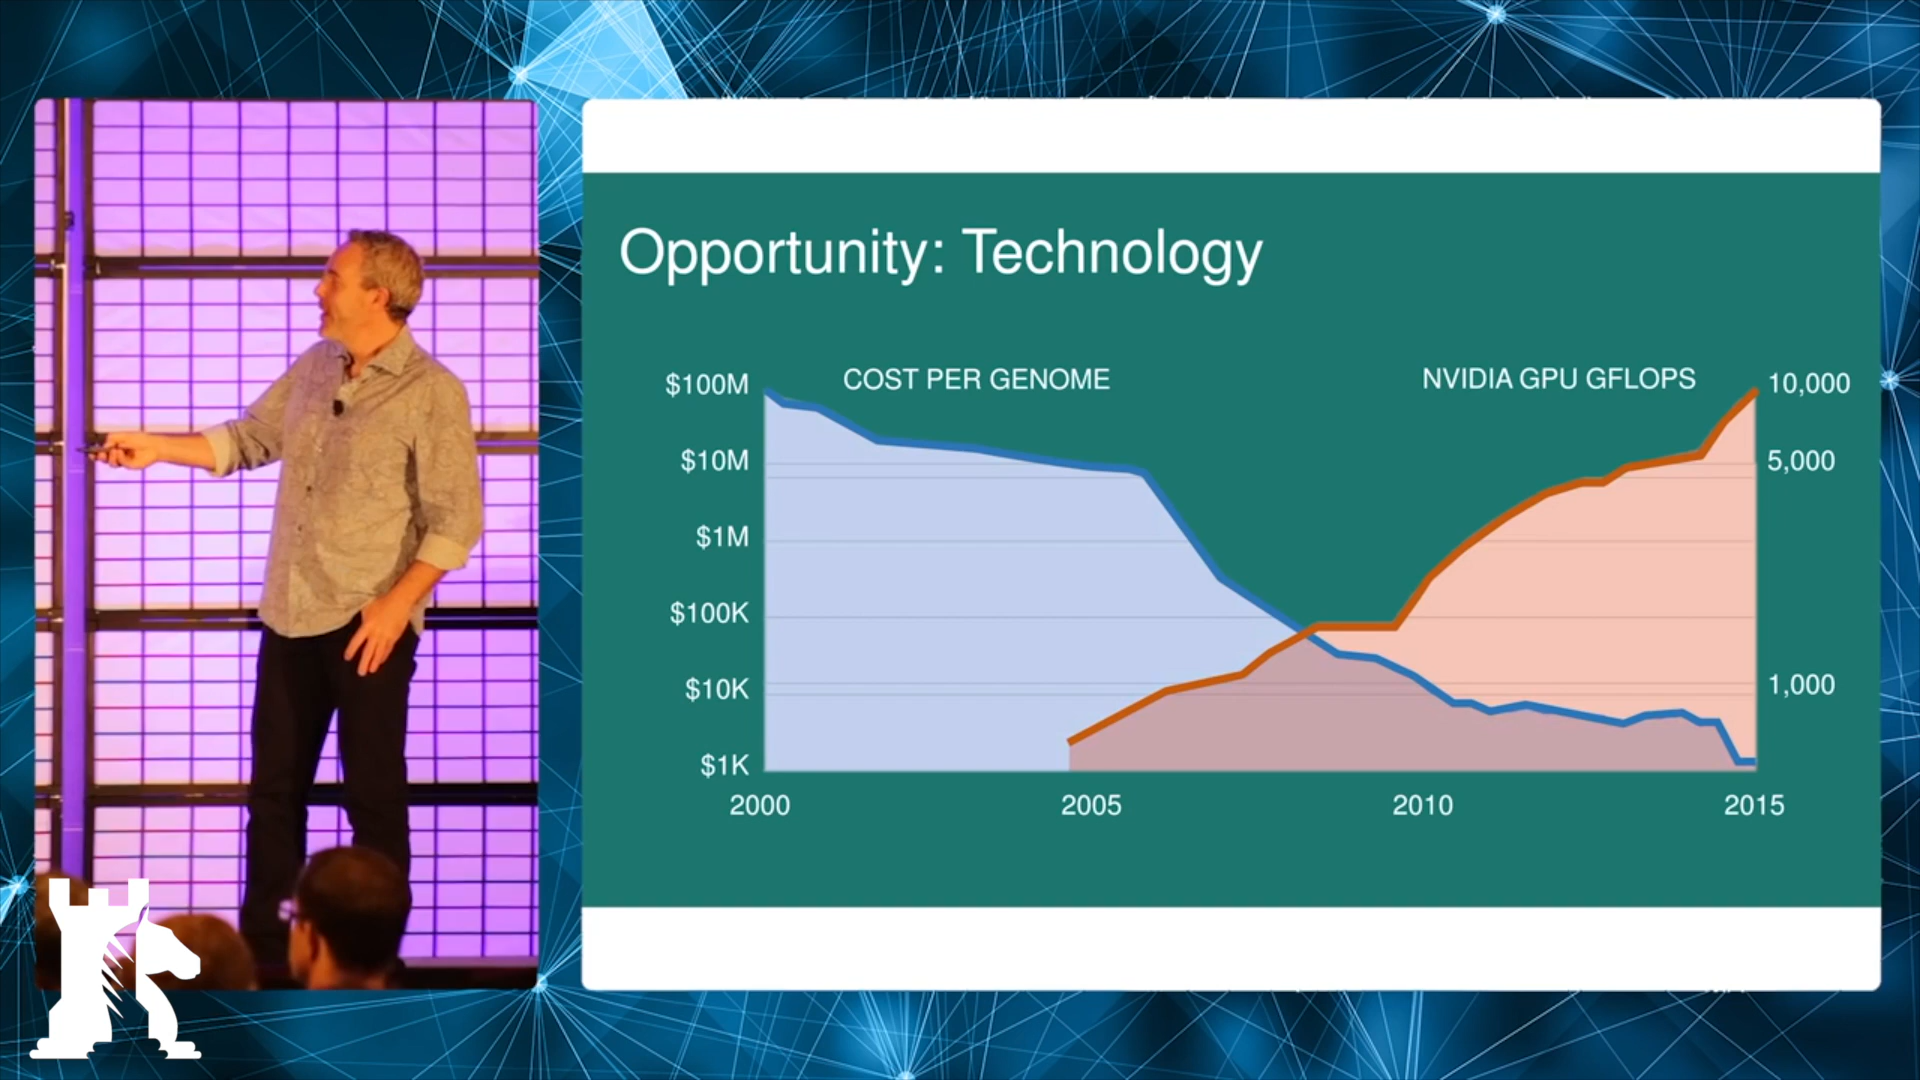 Opportunity: Technology
COST PER GENOME
NVIDIA GPU GFLOPS
$100M
$10M
$1M
$100K
$10K
$1K
10,000
5,000
1,000
2000
2005
2010
2015